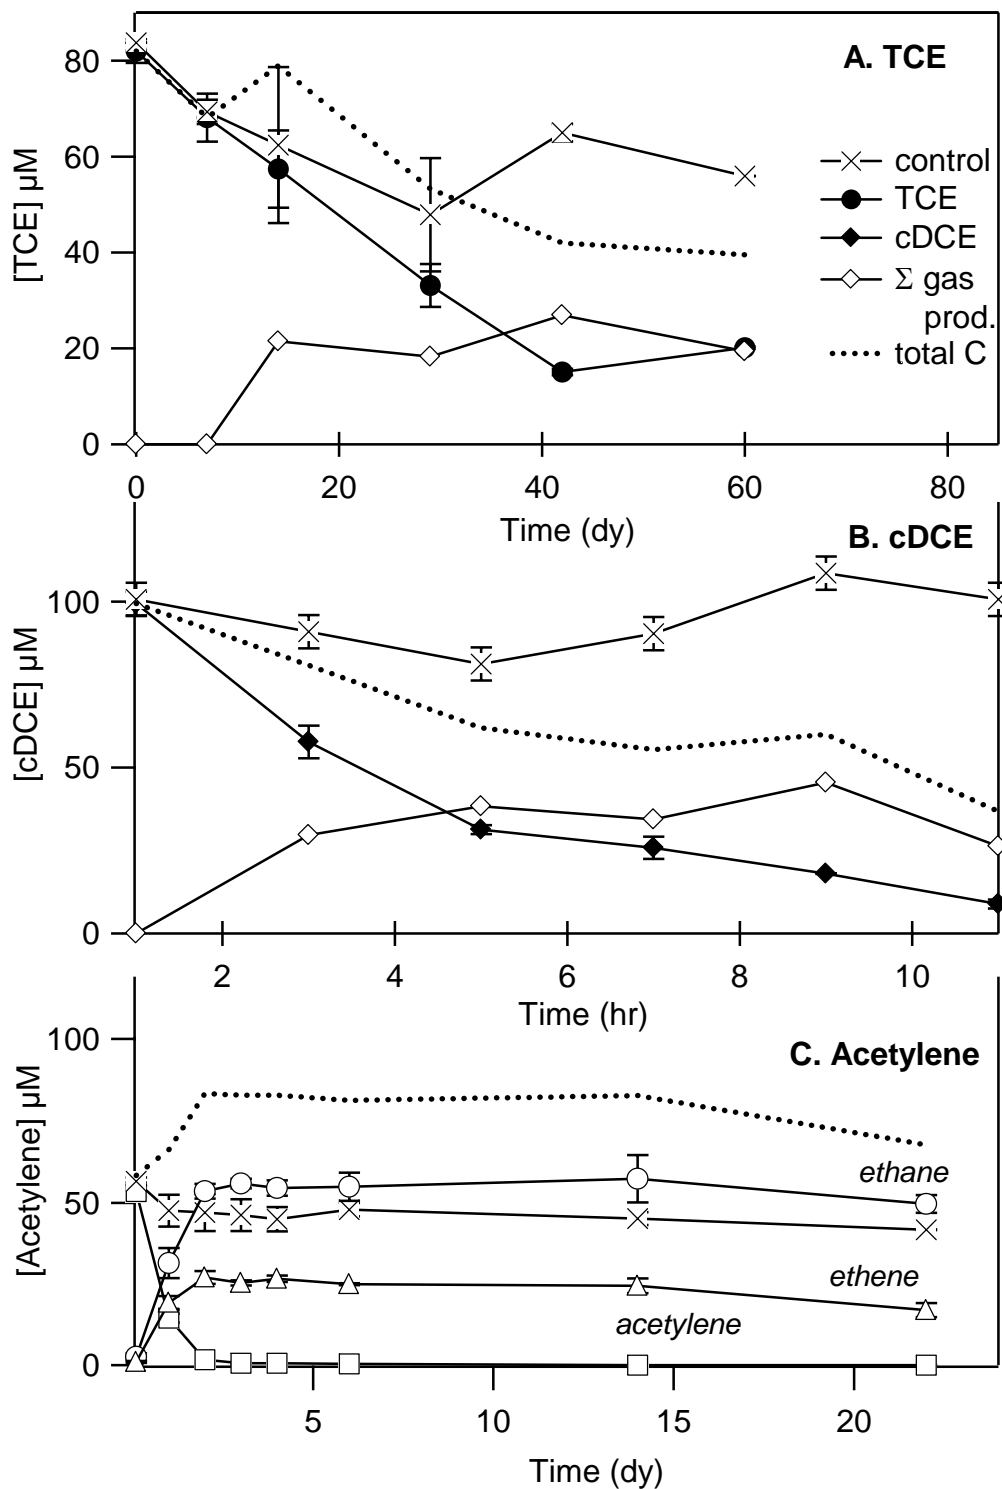 A. TCE
80
60
40
20
0
[TCE] µM
control
TCE
cDCE
Σ gas
prod.
total C
0 20 40 60 80
Time (dy)
B. cDCE
100
50
0
[cDCE] µM
2 4 6 8 10
Time (hr)
C. Acetylene
100
50
0
[Acetylene] µM
ethane
ethene
acetylene
5 10 15 20
Time (dy)